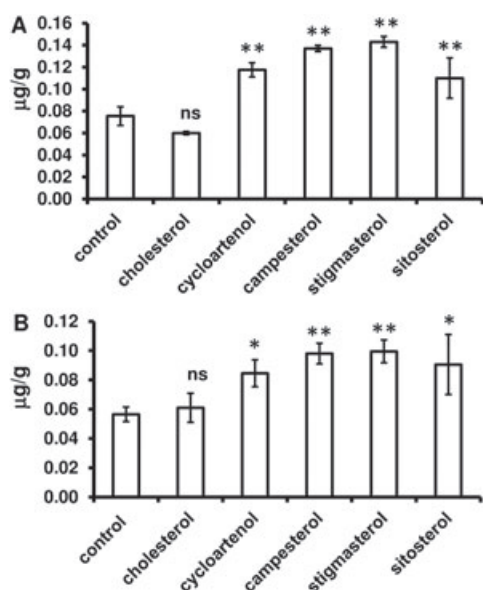 A
µg/g
0.16
0.14
0.12
0.10
0.08
0.06
0.04
0.02
0.00
ns
**
**
**
**
control
cholesterol
cycloartenol
campesterol
stigmasterol
sitosterol
B
µg/g
0.12
0.10
0.08
0.06
0.04
0.02
0.00
ns
*
**
**
*
control
cholesterol
cycloartenol
campesterol
stigmasterol
sitosterol